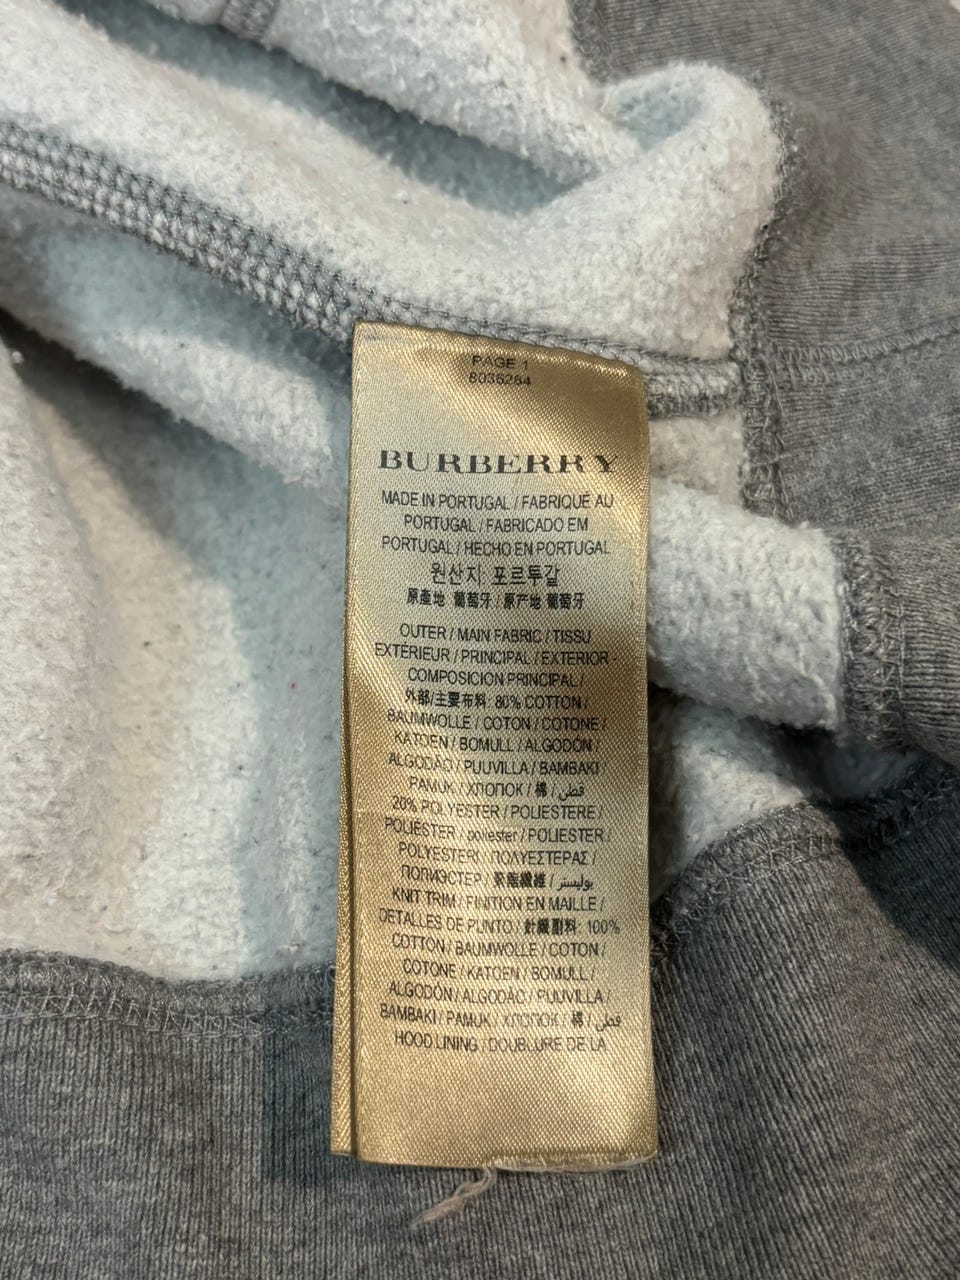 PAGE 1
8036284
BURBERRY
MADE IN PORTUGAL / FABRIQUE AU
PORTUGAL / FABRICADO EM
PORTUGAL / HECHO EN PORTUGAL
원산지 포르투갈
原產地 葡萄牙 / 原产地 葡萄牙
OUTER / MAIN FABRIC / TISSU
EXTÉRIEUR / PRINCIPAL / EXTERIOR -
COMPOSICION PRINCIPAL /
外部/主要布料: 80% COTTON /
BAUMWOLLE / COTON / COTONE /
KATOEN / BOMULL / ALGODÓN /
ALGODÃO / PUUVILLA / BAMBAKI /
PAMUK / ХЛОПОК / 棉 / قطن /
20% POLYESTER / POLIESTERE /
POLIÉSTER / poliester / POLIESTER /
POLYESTERI / ΠΟΛΥΕΣΤΕΡΑΣ /
ПОЛИЭСТЕР / 聚酯纖維 / بوليستر /
KNIT TRIM / FINITION EN MAILLE /
DETALLES DE PUNTO / 針織副料: 100%
COTTON / BAUMWOLLE / COTON /
COTONE / KATOEN / BOMULL /
ALGODÓN / ALGODÃO / PUUVILLA /
BAMBAKI / PAMUK / ХЛОПОК / 棉 / قطن /
HOOD LINING / DOUBLURE DE LA